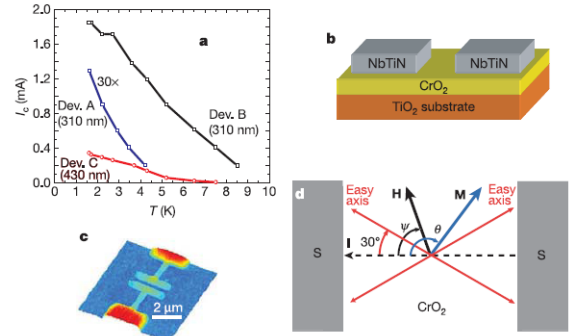 a
2.0
1.6
1.2
0.8
0.4
0.0
Ic (mA)
30×
Dev. A
(310 nm)
Dev. B
(310 nm)
Dev. C
(430 nm)
0 1 2 3 4 5 6 7 8 9 10
T (K)
b
NbTiN
NbTiN
CrO2
TiO2 substrate
c
2 μm
d
Easy
axis
H
M
Easy
axis
S
30°
I
ψ
θ
S
CrO2